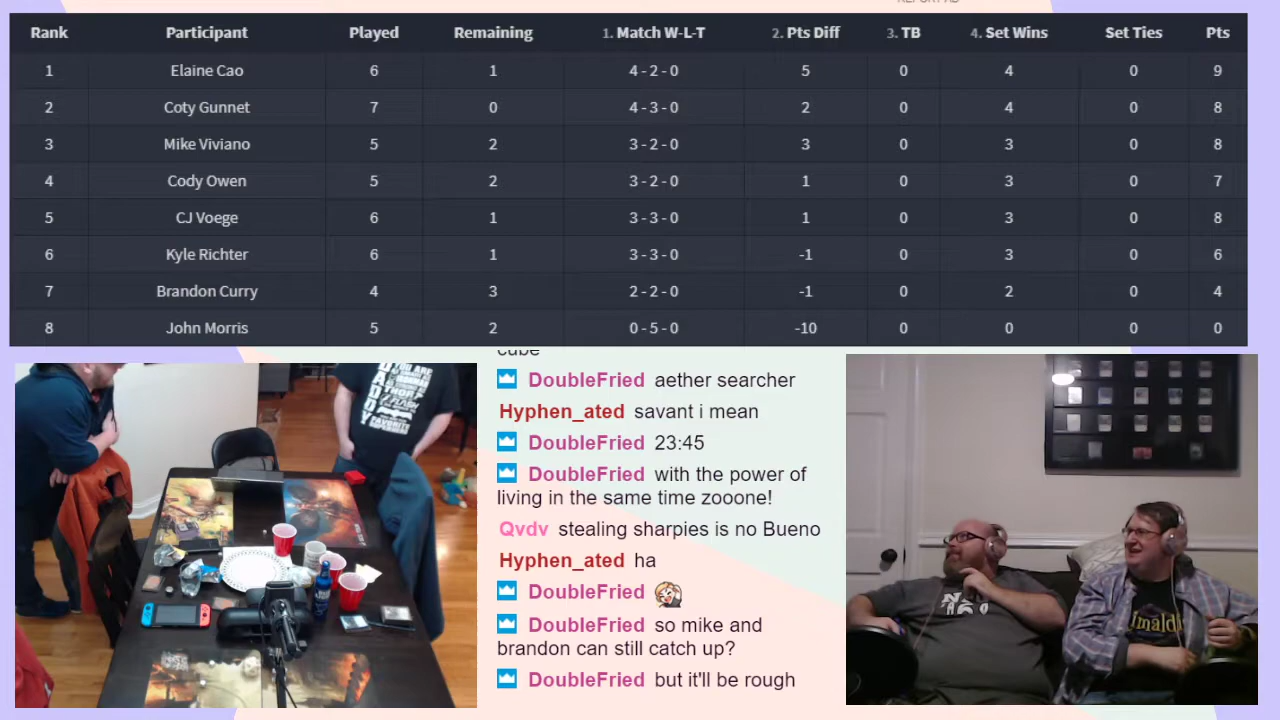 Rank Participant Played Remaining 1. Match W-L-T 2. Pts Diff 3. TB 4. Set Wins Set Ties Pts
1 Elaine Cao 6 1 4 - 2 - 0 5 0 4 0 9
2 Coty Gunnet 7 0 4 - 3 - 0 2 0 4 0 8
3 Mike Viviano 5 2 3 - 2 - 0 3 0 3 0 8
4 Cody Owen 5 2 3 - 2 - 0 1 0 3 0 7
5 CJ Voege 6 1 3 - 3 - 0 1 0 3 0 8
6 Kyle Richter 6 1 3 - 3 - 0 -1 0 3 0 6
7 Brandon Curry 4 3 2 - 2 - 0 -1 0 2 0 4
8 John Morris 5 2 0 - 5 - 0 -10 0 0 0 0
cube
DoubleFried aether searcher
Hyphen_ated savant i mean
DoubleFried 23:45
DoubleFried with the power of
living in the same time zooone!
Qvdv stealing sharpies is no Bueno
Hyphen_ated ha
DoubleFried
DoubleFried so mike and
brandon can still catch up?
DoubleFried but it'll be rough